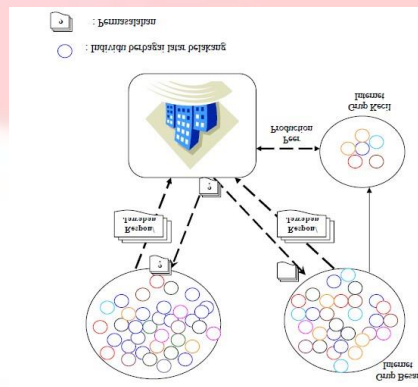 Grup Besar
Internet
?
Respon/
Jawaban
Respon/
Jawaban
?
Peer
Production
Grup Kecil
Internet
: Individu berbagai latar belakang
? : Permasalahan